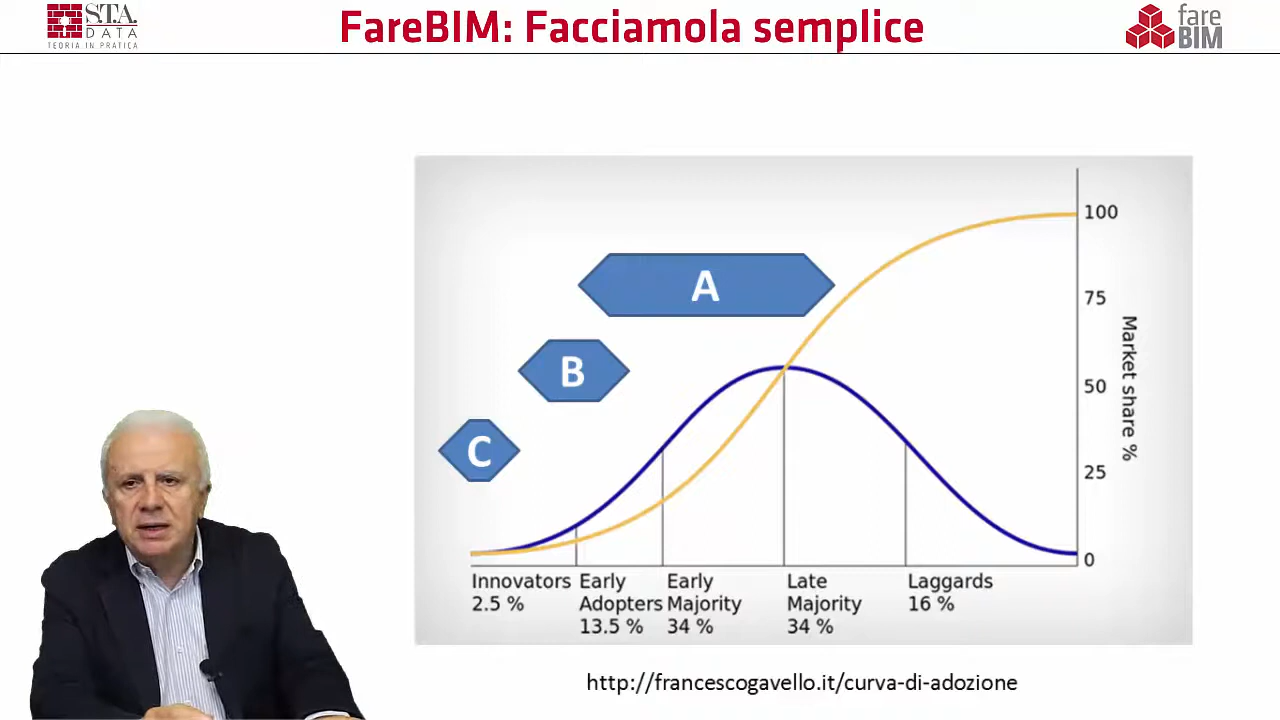 S.T.A.
DATA
TEORIA IN PRATICA
FareBIM: Facciamola semplice
fare
BIM
A
B
C
100
75
50
25
0
Market share %
Innovators
2.5 %
Early
Adopters
13.5 %
Early
Majority
34 %
Late
Majority
34 %
Laggards
16 %
http://francescogavello.it/curva-di-adozione